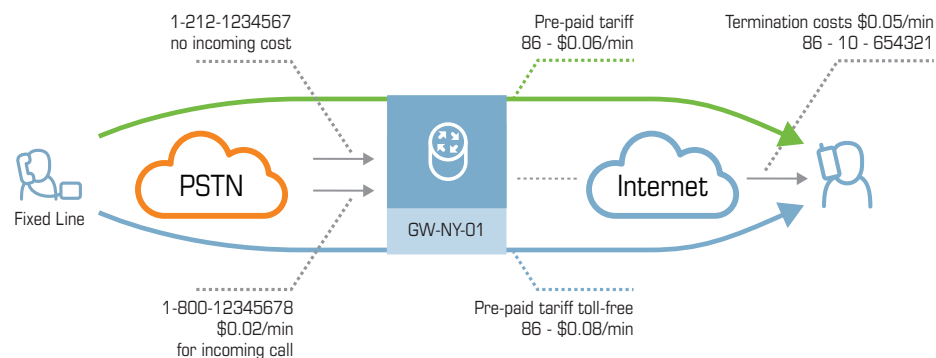 1-212-1234567
no incoming cost
Pre-paid tariff
86 - $0.06/min
Termination costs $0.05/min
86 - 10 - 654321
Fixed Line
PSTN
GW-NY-01
Internet
1-800-12345678
$0.02/min
for incoming call
Pre-paid tariff toll-free
86 - $0.08/min